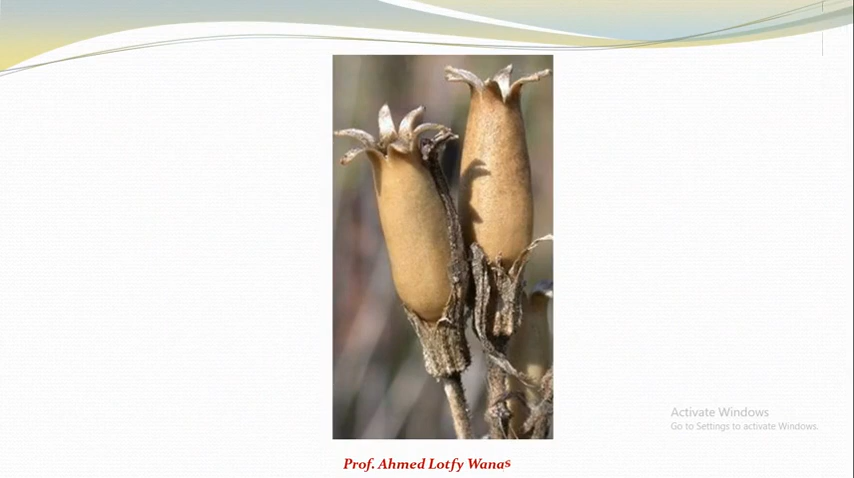 Activate Windows
Go to Settings to activate Windows.
Prof. Ahmed Lotfy Wanas